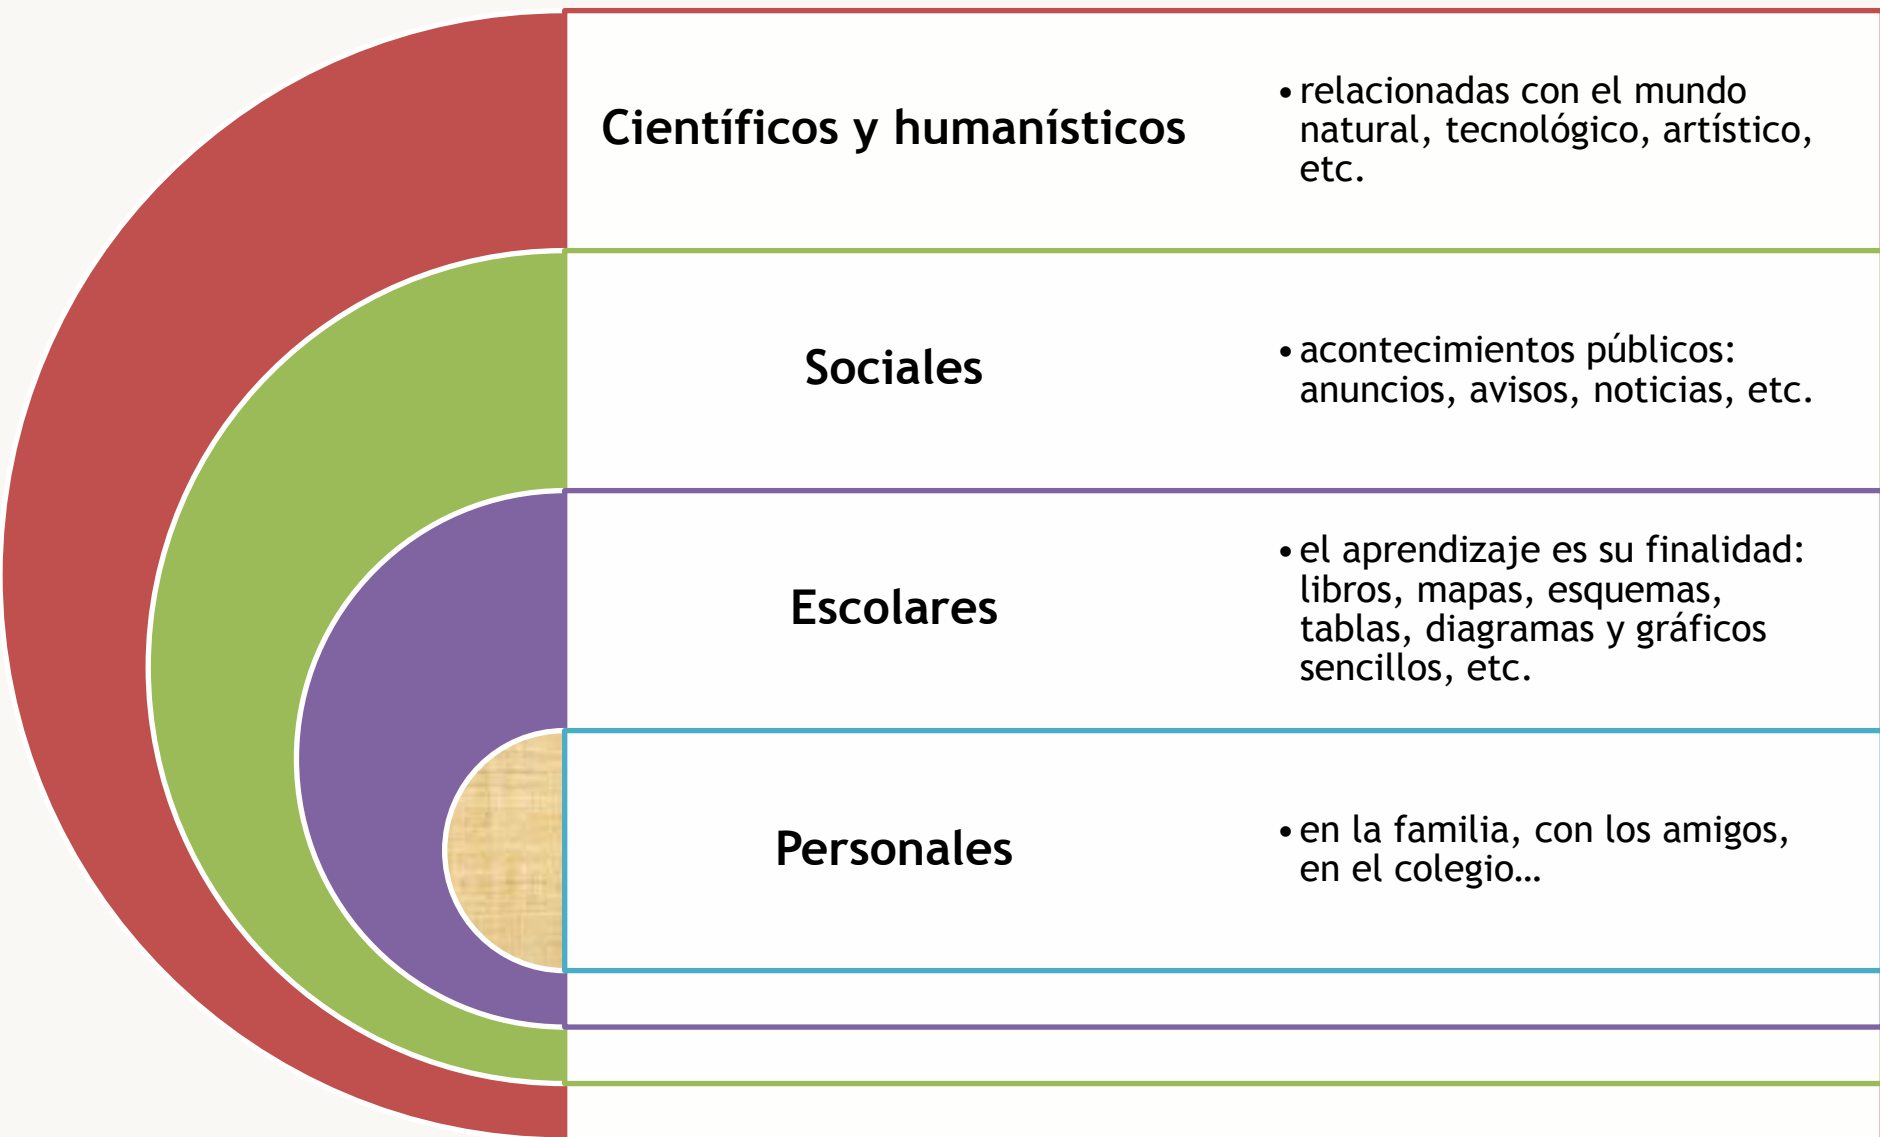 Científicos y humanísticos
• relacionadas con el mundo
natural, tecnológico, artístico,
etc.
Sociales
• acontecimientos públicos:
anuncios, avisos, noticias, etc.
Escolares
• el aprendizaje es su finalidad:
libros, mapas, esquemas,
tablas, diagramas y gráficos
sencillos, etc.
Personales
• en la familia, con los amigos,
en el colegio…